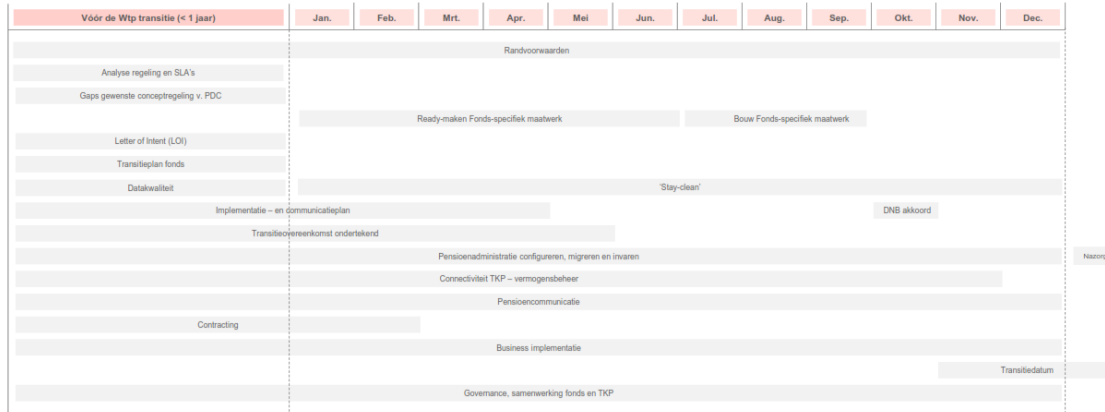 Vóór de Wtp transitie (< 1 jaar) Jan. Feb. Mrt. Apr. Mei Jun. Jul. Aug. Sep. Okt. Nov. Dec.
Randvoorwaarden
Analyse regeling en SLA's
Gaps gewenste conceptregeling v. PDC
Ready-maken Fonds-specifiek maatwerk Bouw Fonds-specifiek maatwerk
Letter of Intent (LOI)
Transitieplan fonds
Datakwaliteit 'Stay-clean'
Implementatie – en communicatieplan DNB akkoord
Transitieovereenkomst ondertekend
Pensioenadministratie configureren, migreren en invaren Nazorg
Connectiviteit TKP – vermogensbeheer
Pensioencommunicatie
Contracting
Business implementatie
Transitiedatum
Governance, samenwerking fonds en TKP